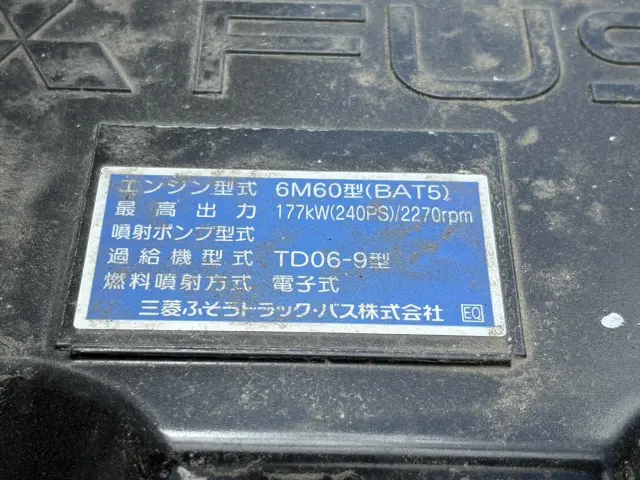 FUS
エンジン型式 6M60型(BAT5)
最高出力 177kW(240PS)/2270rpm
噴射ポンプ型式
過給機型式 TD06-9型
燃料噴射方式 電子式
三菱ふそうトラック・バス株式会社 EQ